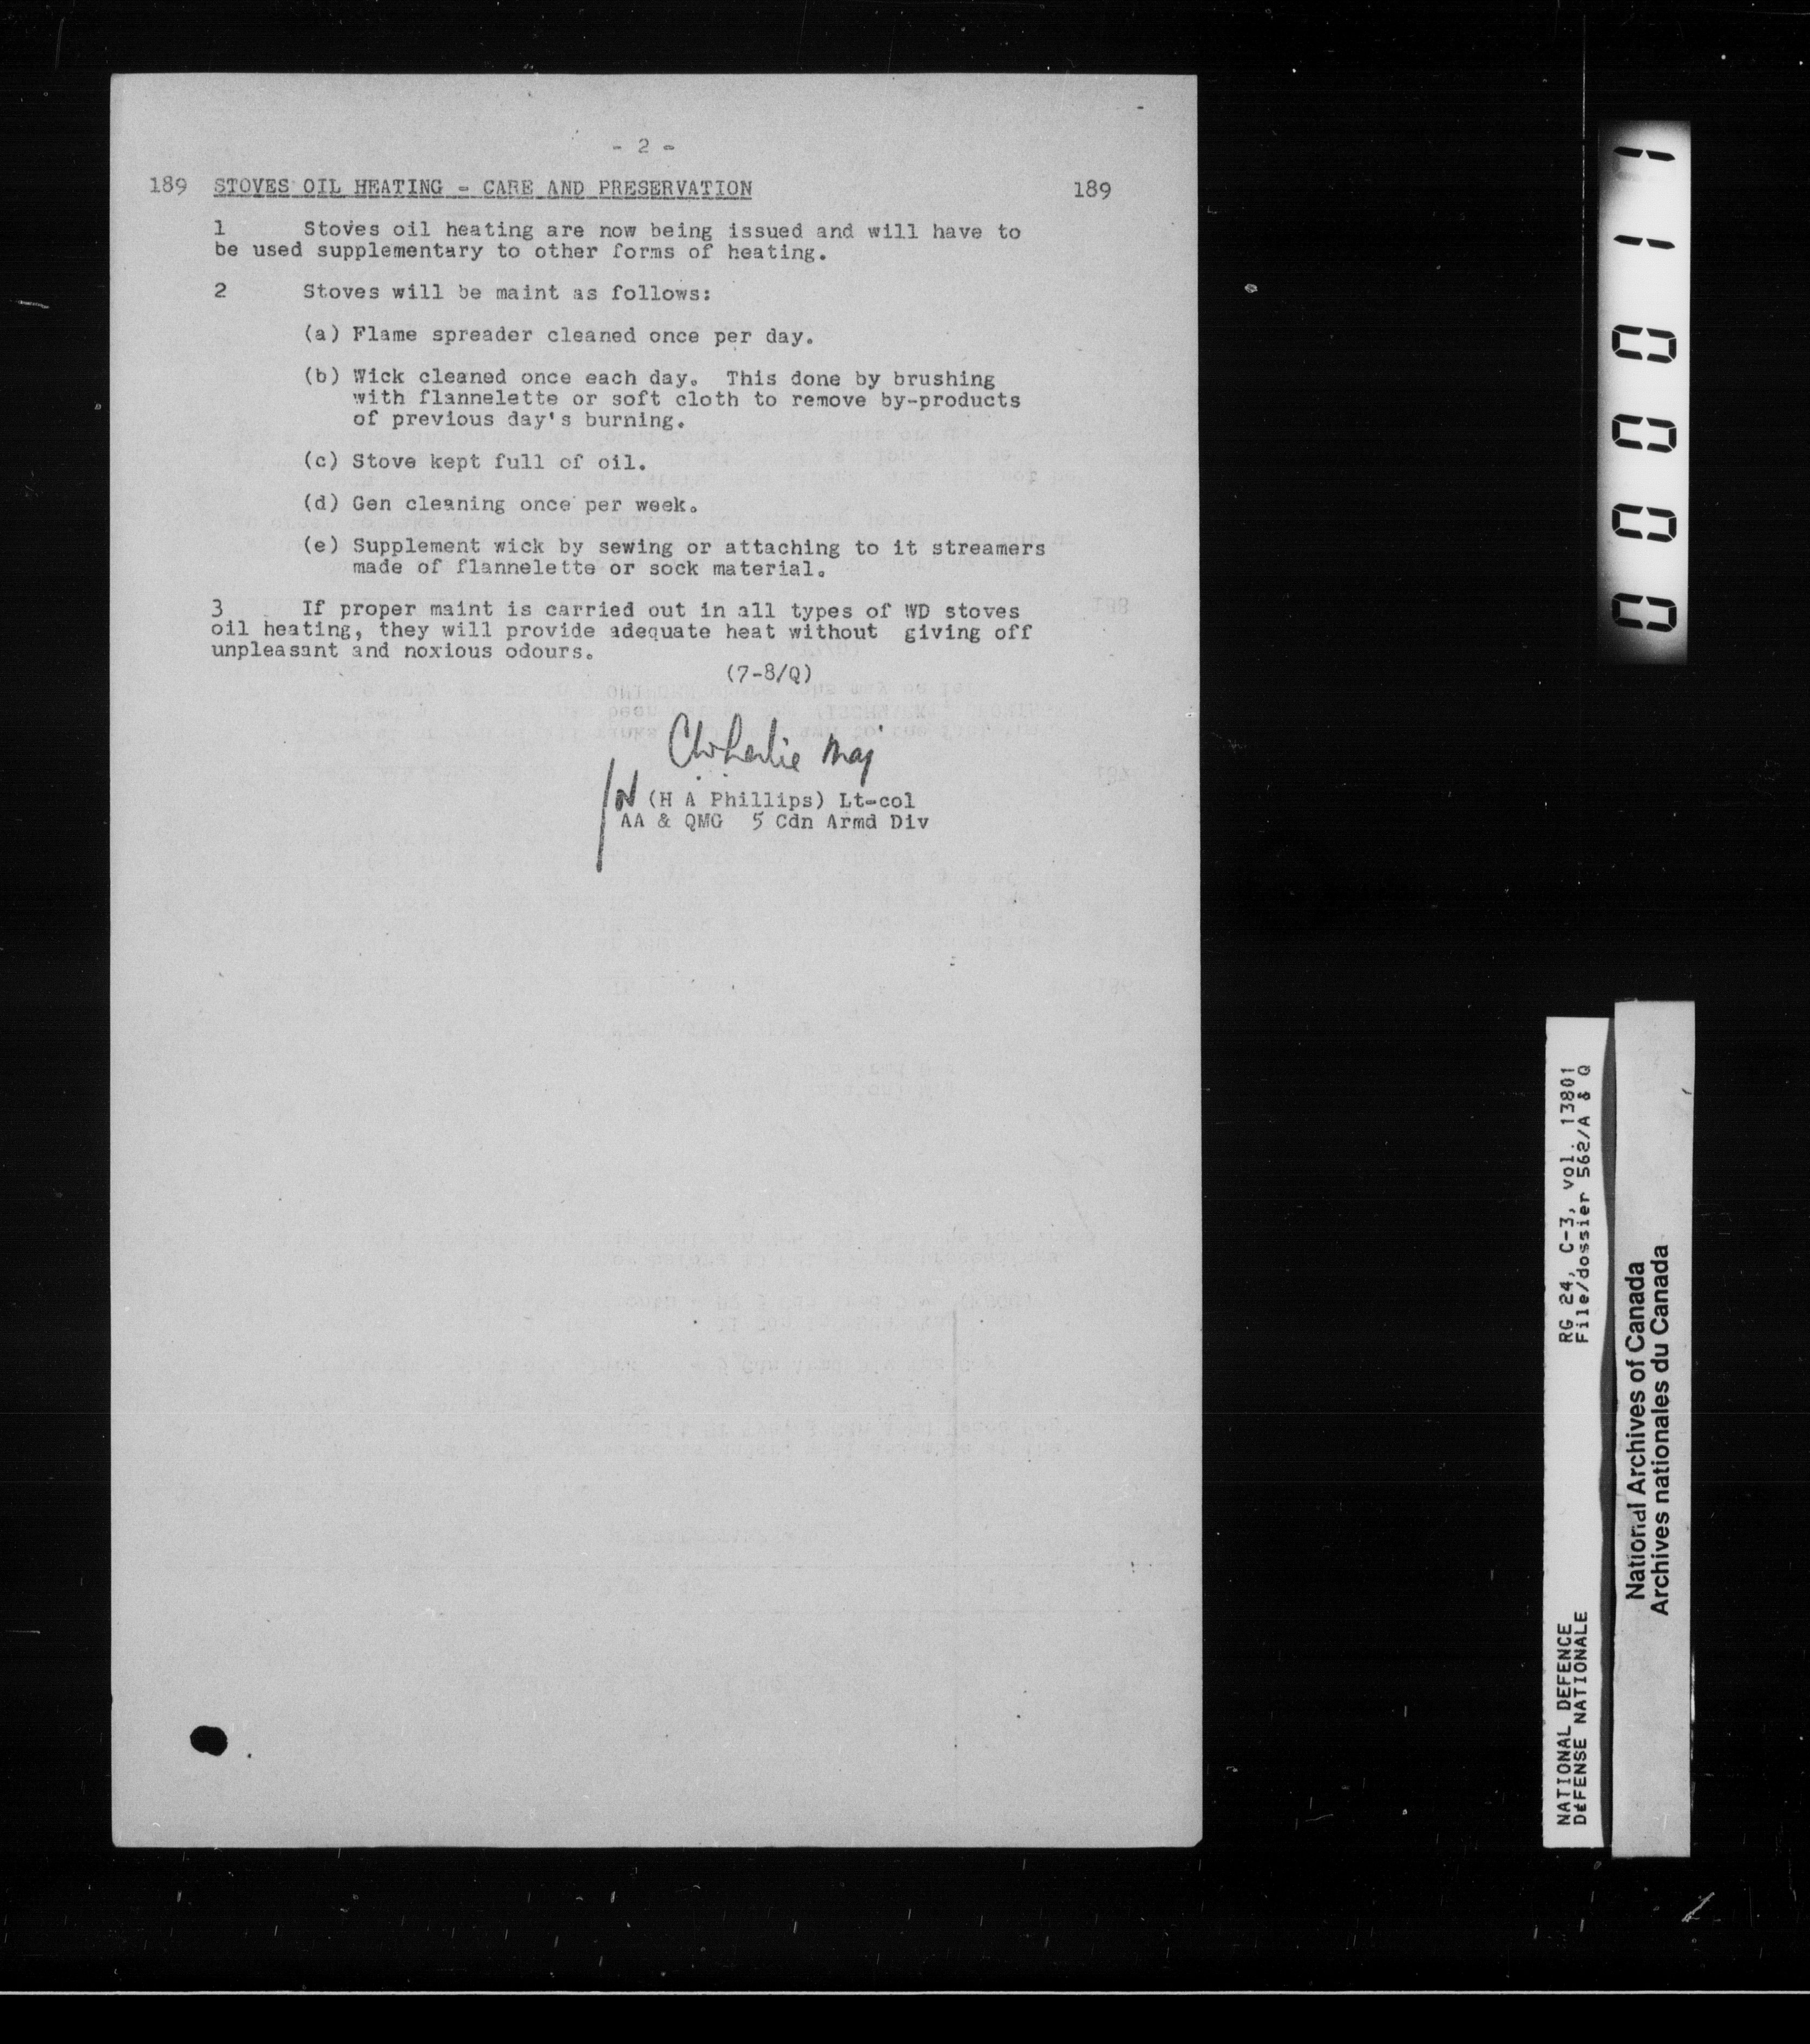 - 2 -
189 STOVES OIL HEATING - CARE AND PRESERVATION 189
1 Stoves oil heating are now being issued and will have to
be used supplementary to other forms of heating.
2 Stoves will be maint as follows:
(a) Flame spreader cleaned once per day.
(b) Wick cleaned once each day. This done by brushing
with flannelette or soft cloth to remove by-products
of previous day's burning.
(c) Stove kept full of oil.
(d) Gen cleaning once per week.
(e) Supplement wick by sewing or attaching to it streamers
made of flannelette or sock material.
3 If proper maint is carried out in all types of WD stoves
oil heating, they will provide adequate heat without giving off
unpleasant and noxious odours.
(7-8/Q)
Maj
(H A Phillips) Lt-col
AA & QMG 5 Cdn Armd Div
000011
RG 24, C-3, vol. 13801
File/dossier 562/A & Q
NATIONAL DEFENCE
DéFENSE NATIONALE
National Archives of Canada
Archives nationales du Canada